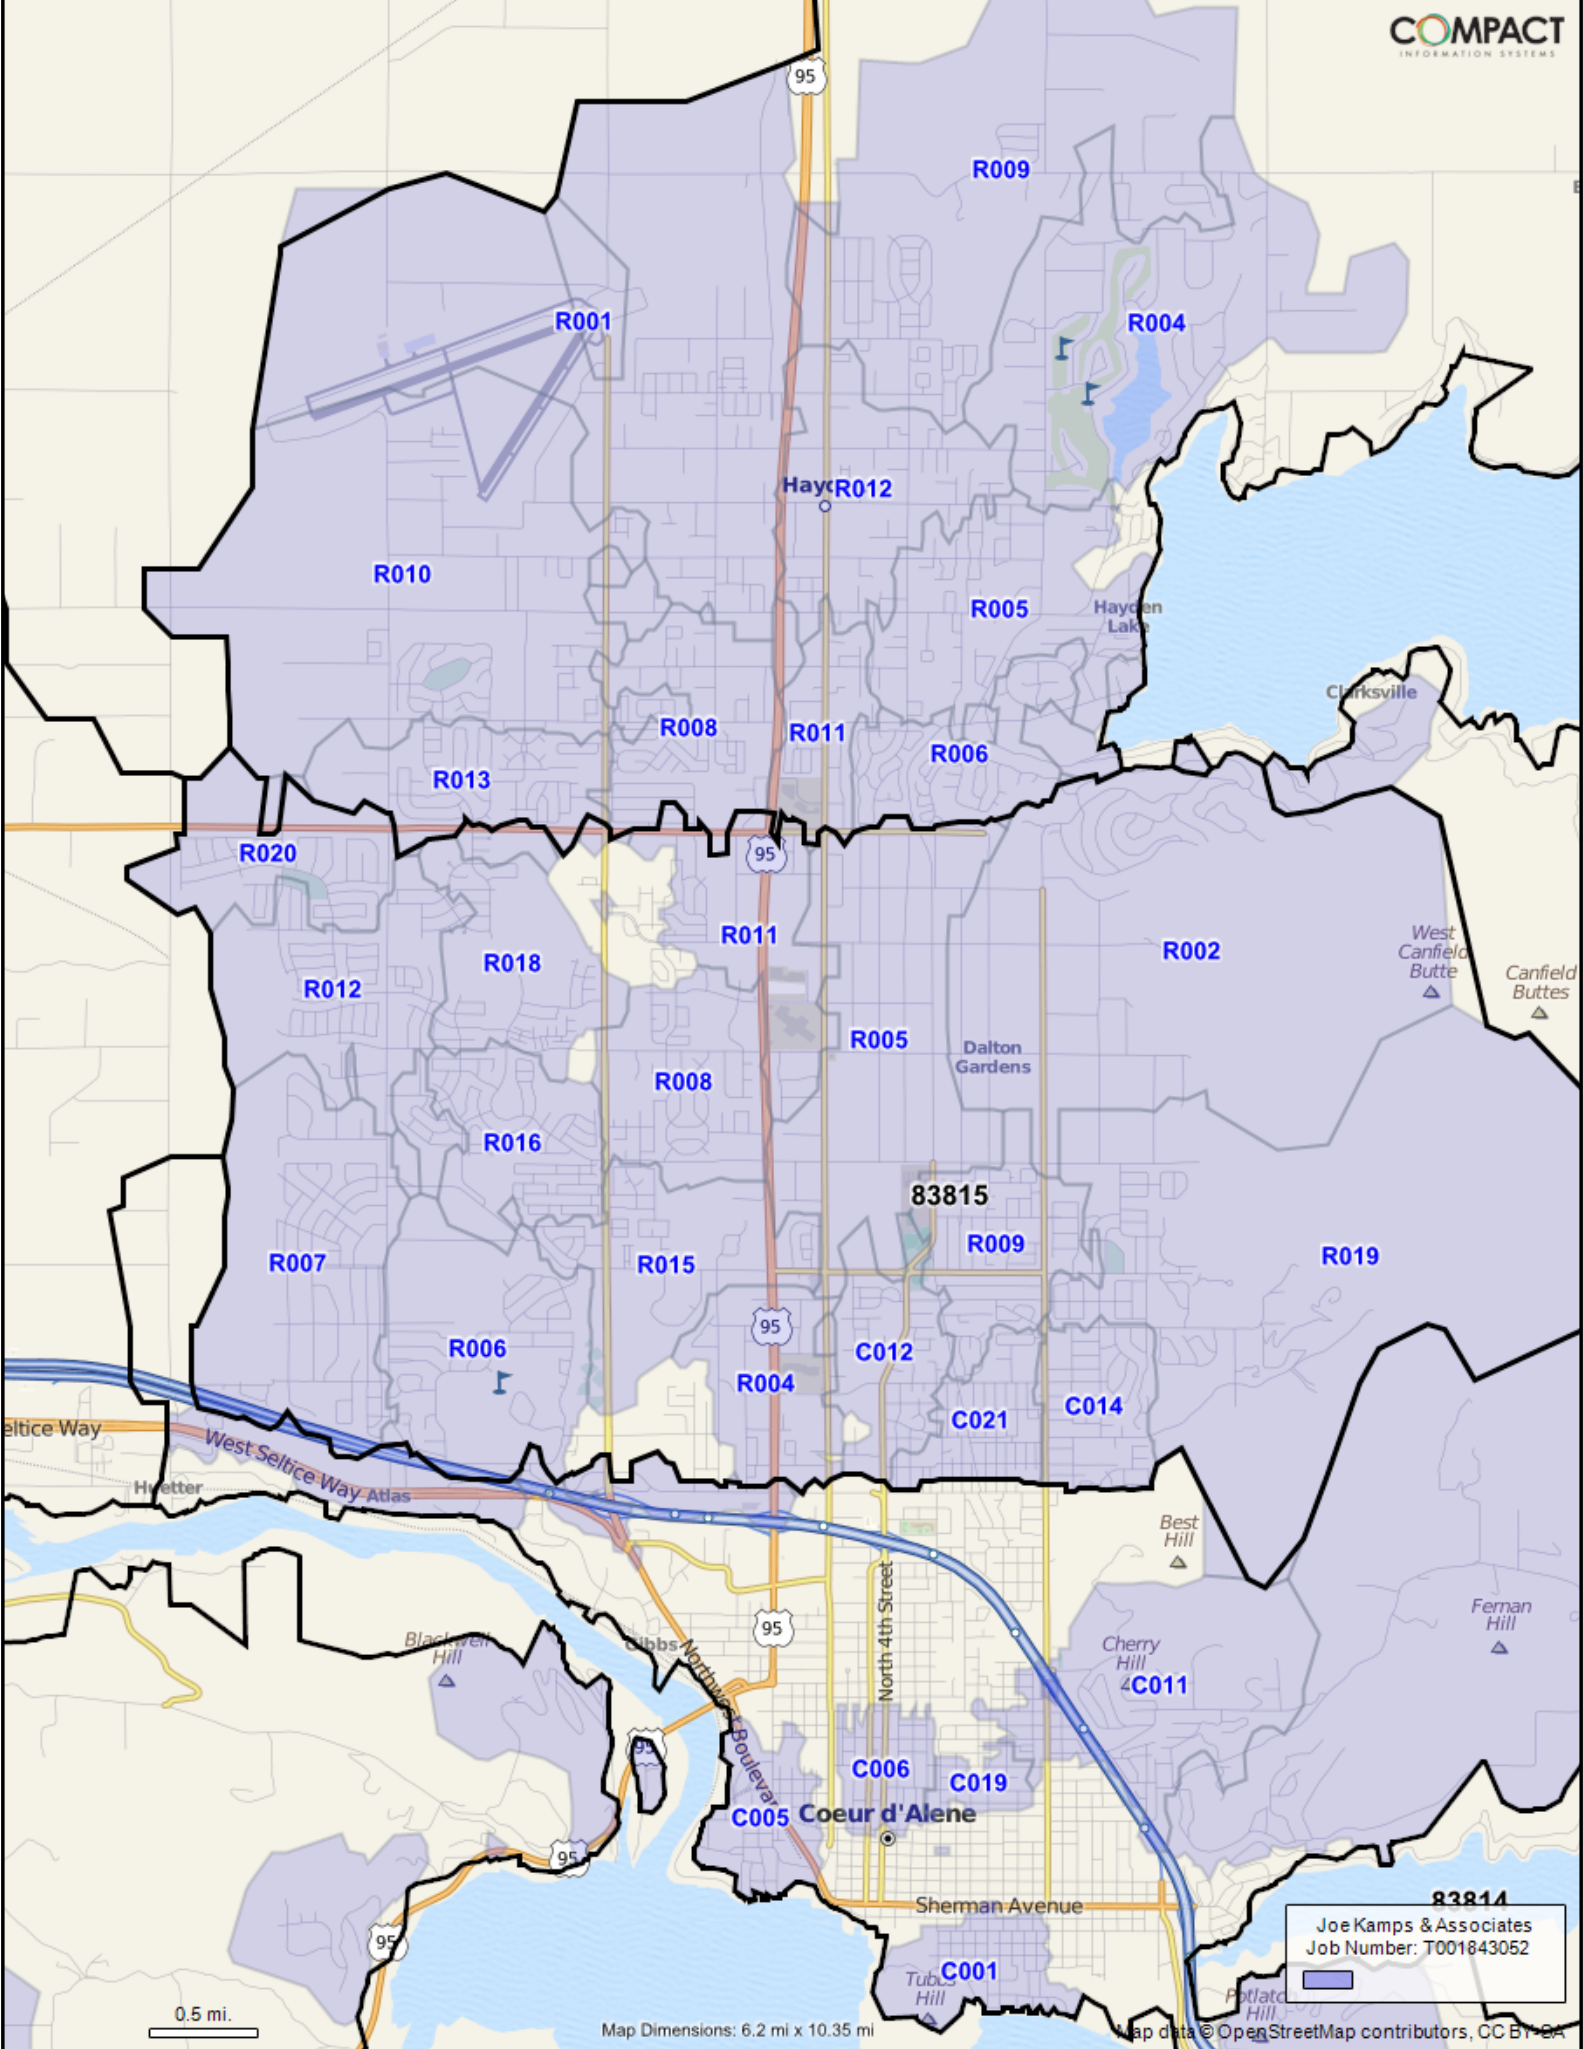 COMPACT
INFORMATION SYSTEMS
95
R009
R001
R004
R012
R010
R005
Hayden
Lake
Clarksville
R008
R011
R006
R013
95
R020
R011
R002
West
Canfield
Butte
Canfield
Buttes
R018
R012
R005
Dalton
Gardens
R008
R016
83815
R009
R007
R015
R019
95
R006
C012
R004
C021
C014
eltice Way
West Seltice Way
Atlas
Huetter
Best
Hill
North 4th Street
95
Fernan
Hill
Blackwell
Hill
Gibbs
Northwest Boulevar
Cherry
Hill
C011
95
C006
C019
C005
Coeur d'Alene
95
Sherman Avenue
83814
95
Joe Kamps & Associates
Job Number: T001843052
C001
Tubbs
Hill
Potlatch
Hill
0.5 mi.
Map Dimensions: 6.2 mi x 10.35 mi
Map data © OpenStreetMap contributors, CC BY-SA